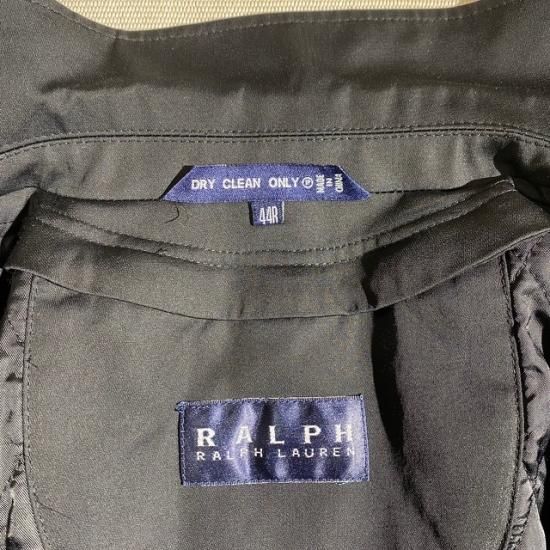 DRY CLEAN ONLY Ⓟ MADE IN CHINA
44R
RALPH
RALPH LAUREN